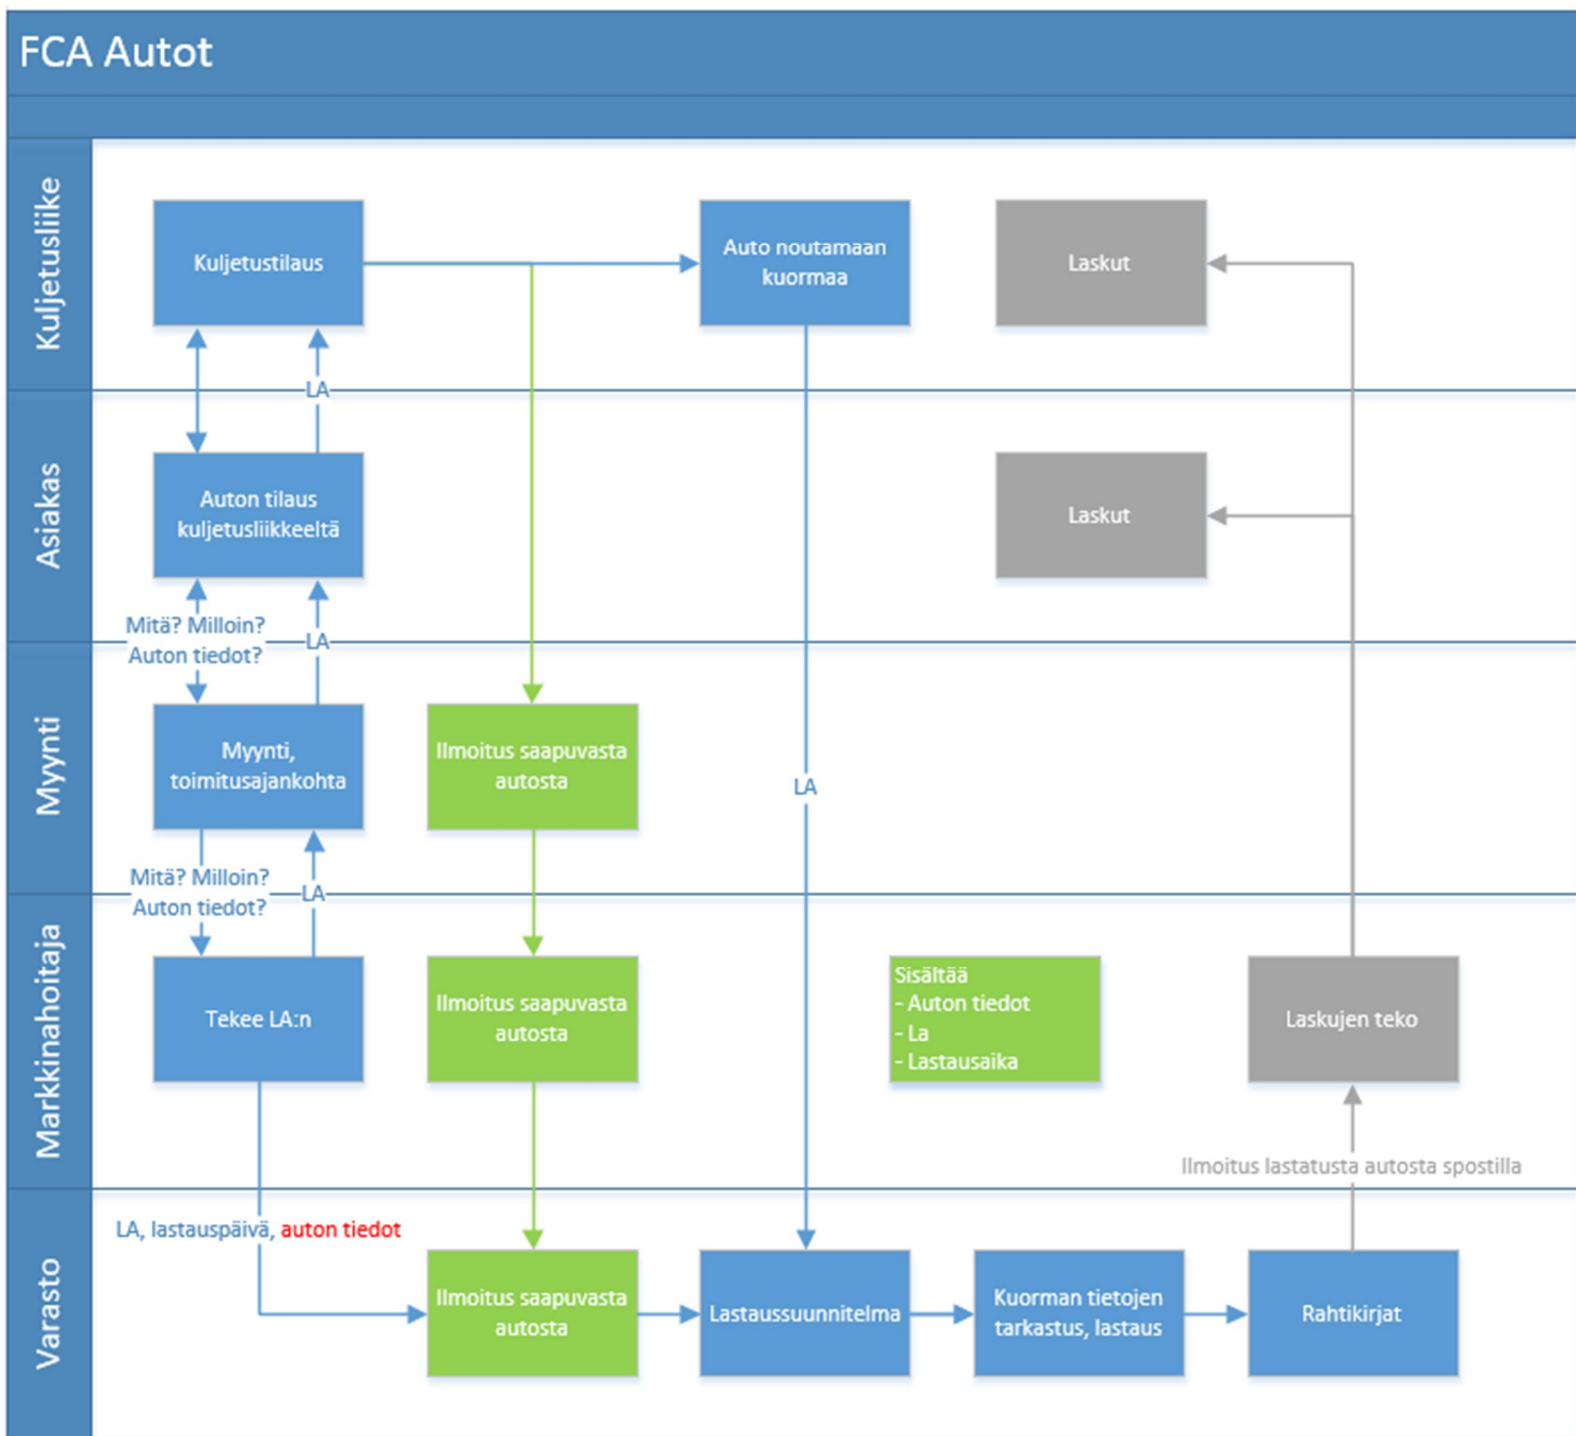 FCA Autot
Kuljetusliike
Kuljetustilaus
Auto noutamaan
kuormaa
Laskut
LA
Asiakas
Auton tilaus
kuljetusliikkeeltä
Laskut
Mitä? Milloin?
Auton tiedot?
LA
Myynti
Myynti,
toimitusajankohta
Ilmoitus saapuvasta
autosta
LA
Mitä? Milloin?
Auton tiedot?
LA
Markkinahoitaja
Tekee LA:n
Ilmoitus saapuvasta
autosta
Sisältää
- Auton tiedot
- La
- Lastausaika
Laskujen teko
Ilmoitus lastatusta autosta spostilla
Varasto
LA, lastauspäivä, auton tiedot
Ilmoitus saapuvasta
autosta
Lastaussuunnitelma
Kuorman tietojen
tarkastus, lastaus
Rahtikirjat